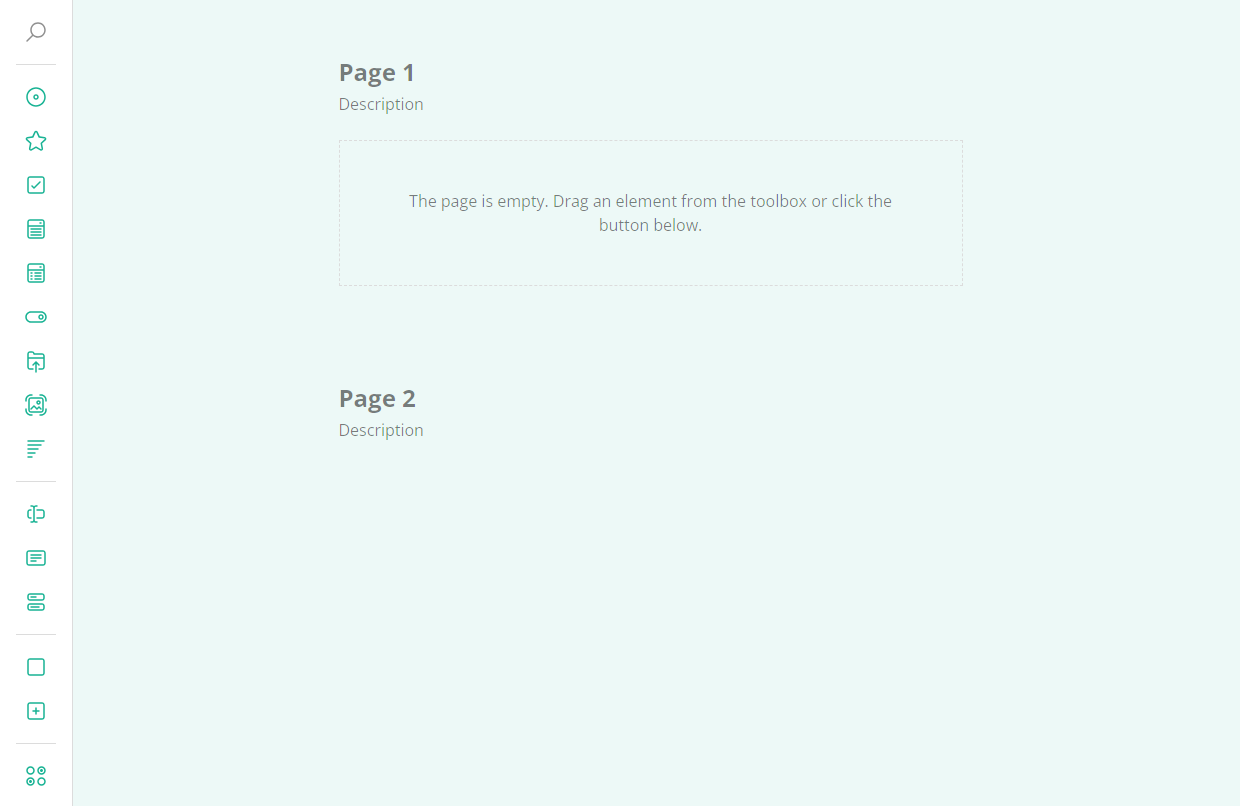 Page 1
Description
The page is empty. Drag an element from the toolbox or click the
button below.
Page 2
Description